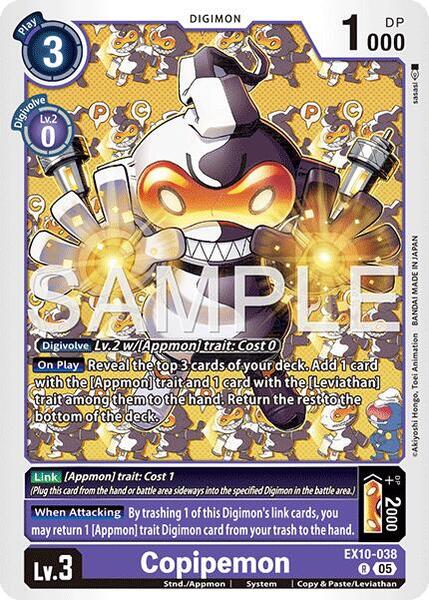 DIGIMON
Play
3
DP
1000
Digivolve
Lv.2
0
sasasi
P C
P C
SAMPLE
Digivolve Lv.2 w/[Appmon] trait: Cost 0
On Play Reveal the top 3 cards of your deck. Add 1 card
with the [Appmon] trait and 1 card with the [Leviathan]
trait among them to the hand. Return the rest to the
bottom of the deck.
©Akiyoshi Hongo, Toei Animation BANDAI MADE IN JAPAN
Link [Appmon] trait: Cost 1
(Plug this card from the hand or battle area sideways into the specified Digimon in the battle area.)
When Attacking By trashing 1 of this Digimon's link cards, you
may return 1 [Appmon] trait Digimon card from your trash to the hand.
DP
+2000
Lv.3
Copipemon
EX10-038
R 05
Stnd./Appmon | System | Copy & Paste/Leviathan